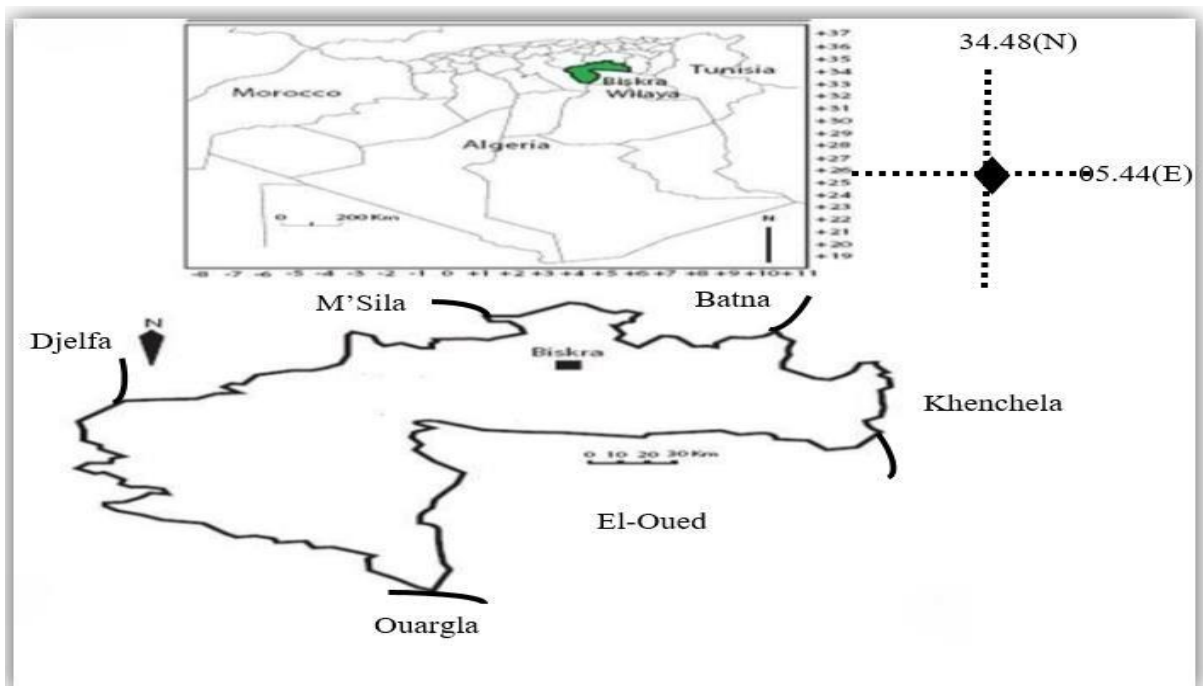 Morocco
Algeria
Tunisia
Biskra
Wilaya
0 200 Km
N
+37
+36
+35
+34
+33
+32
+31
+30
+29
+28
+27
+26
+25
+24
+23
+22
+21
+20
+19
-8 -7 -6 -5 -4 -3 -2 -1 0 +1 +2 +3 +4 +5 +6 +7 +8 +9 +10 +11
34.48(N)
05.44(E)
M’Sila
Batna
N
Djelfa
Biskra
Khenchela
0 10 20 30 Km
El-Oued
Ouargla